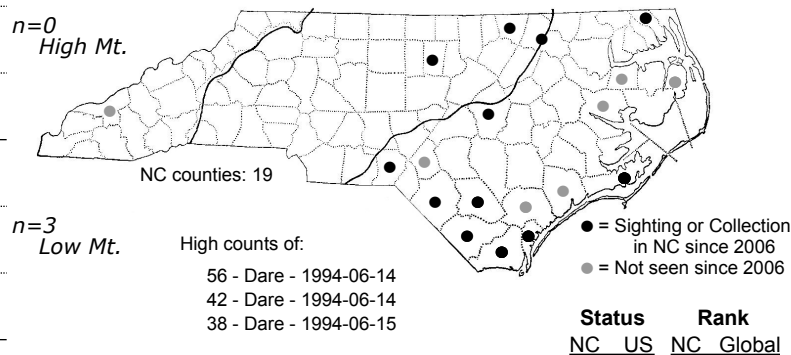 n=0
High Mt.
NC counties: 19
n=3
Low Mt.
High counts of:
56 - Dare - 1994-06-14
42 - Dare - 1994-06-14
38 - Dare - 1994-06-15
= Sighting or Collection
in NC since 2006
= Not seen since 2006
Status Rank
NC US NC Global